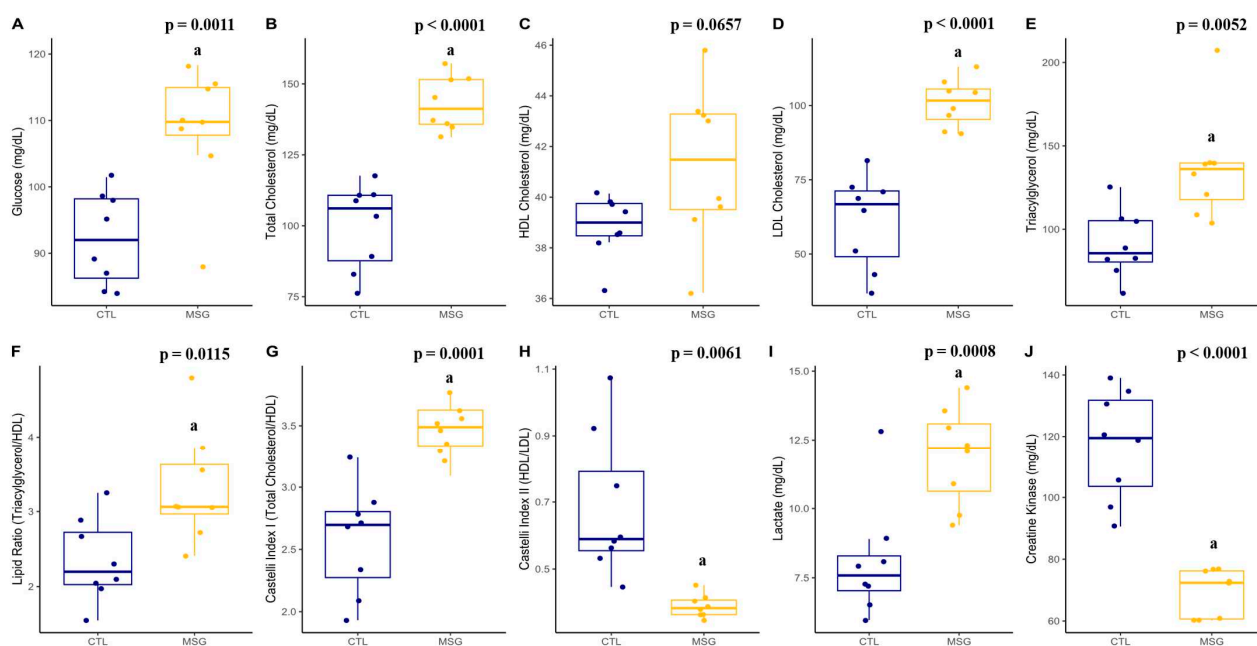 A
p = 0.0011
a
Glucose (mg/dL)
120
110
100
90
CTL
MSG
B
p < 0.0001
a
Total Cholesterol (mg/dL)
150
125
100
75
CTL
MSG
C
p = 0.0657
HDL Cholesterol (mg/dL)
46
44
42
40
38
36
CTL
MSG
D
p <0.0001
a
LDL Cholesterol (mg/dL)
100
75
50
CTL
MSG
E
p = 0.0052
a
Triacylglycerol (mg/dL)
200
150
100
CTL
MSG
F
p = 0.0115
a
Lipid Ratio (Triacylglycerol/HDL)
4
3
2
CTL
MSG
G
p = 0.0001
a
Castelli Index I (Total Cholesterol/HDL)
3.5
3.0
2.5
2.0
CTL
MSG
H
p = 0.0061
a
Castelli Index II (HDL/LDL)
1.1
0.9
0.7
0.5
CTL
MSG
I
p = 0.0008
a
Lactate (mg/dL)
15.0
12.5
10.0
7.5
CTL
MSG
J
p < 0.0001
a
Creatine Kinase (mg/dL)
140
120
100
80
60
CTL
MSG